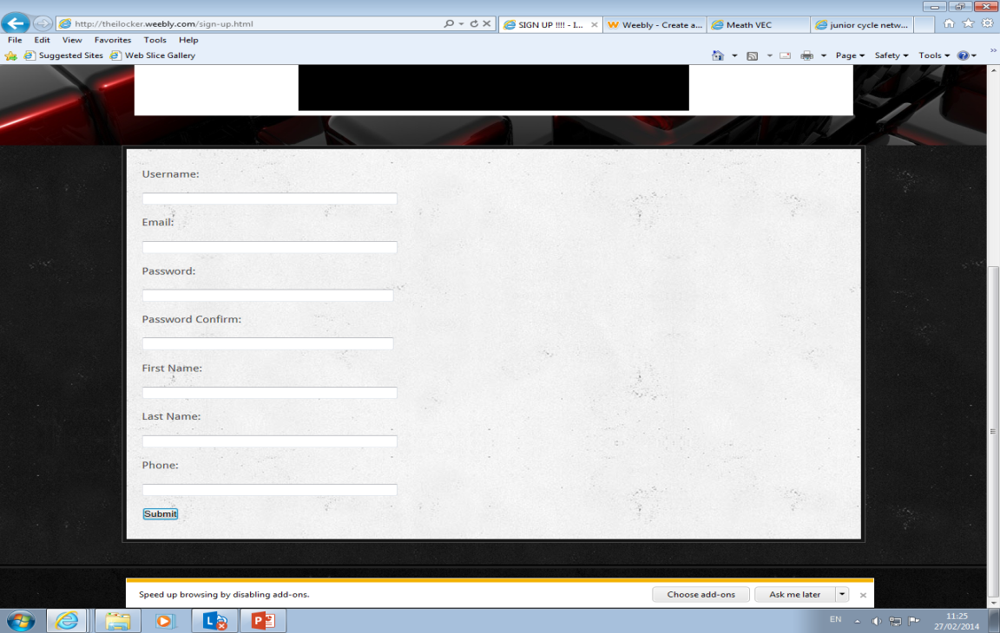 http://theilocker.weebly.com/sign-up.html
SIGN UP !!!! - I...
Weebly - Create a...
Meath VEC
junior cycle netw...
File Edit View Favorites Tools Help
Suggested Sites Web Slice Gallery Page Safety Tools
Username:
Email:
Password:
Password Confirm:
First Name:
Last Name:
Phone:
Submit
Speed up browsing by disabling add-ons. Choose add-ons Ask me later
EN 11:25
27/02/2014